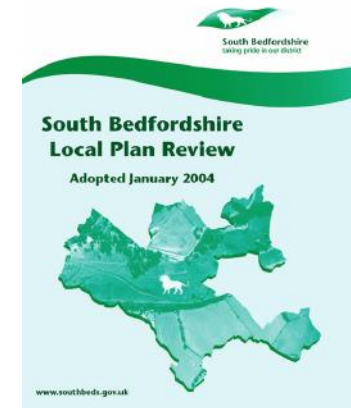 South Bedfordshire
taking pride in our district
South Bedfordshire
Local Plan Review
Adopted January 2004
www.southbeds.gov.uk